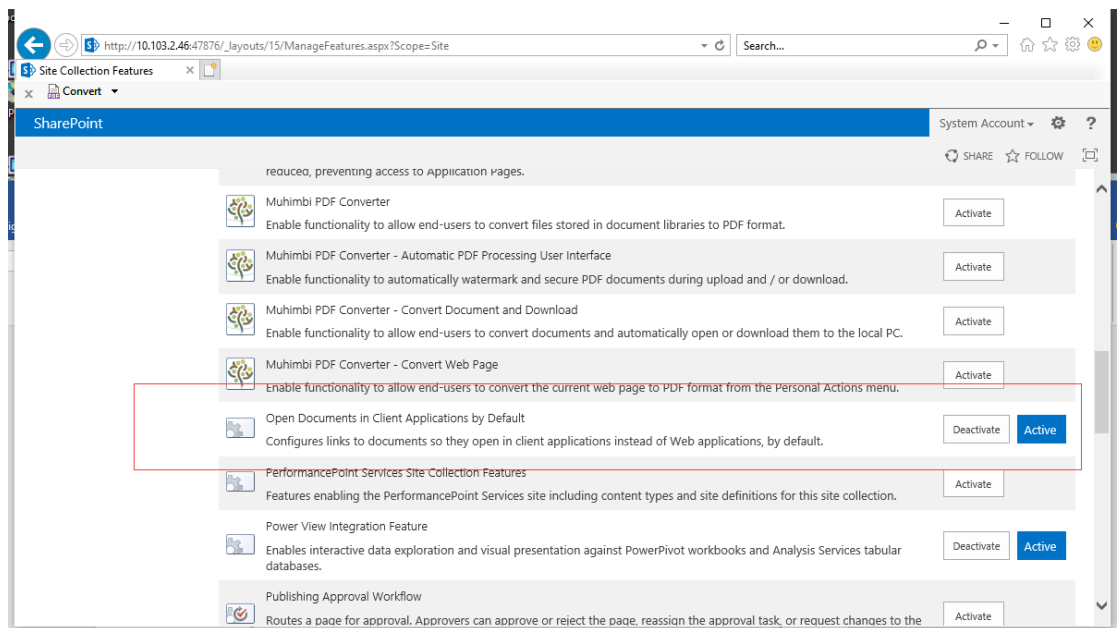 http://10.103.2.46:47876/_layouts/15/ManageFeatures.aspx?Scope=Site
Search...
Site Collection Features
Convert
SharePoint
System Account
?
SHARE
FOLLOW
reduced, preventing access to Application Pages.
Muhimbi PDF Converter
Enable functionality to allow end-users to convert files stored in document libraries to PDF format.
Activate
Muhimbi PDF Converter - Automatic PDF Processing User Interface
Enable functionality to automatically watermark and secure PDF documents during upload and / or download.
Activate
Muhimbi PDF Converter - Convert Document and Download
Enable functionality to allow end-users to convert documents and automatically open or download them to the local PC.
Activate
Muhimbi PDF Converter - Convert Web Page
Enable functionality to allow end-users to convert the current web page to PDF format from the Personal Actions menu.
Activate
Open Documents in Client Applications by Default
Configures links to documents so they open in client applications instead of Web applications, by default.
Deactivate
Active
PerformancePoint Services Site Collection Features
Features enabling the PerformancePoint Services site including content types and site definitions for this site collection.
Activate
Power View Integration Feature
Enables interactive data exploration and visual presentation against PowerPivot workbooks and Analysis Services tabular
databases.
Deactivate
Active
Publishing Approval Workflow
Routes a page for approval. Approvers can approve or reject the page, reassign the approval task, or request changes to the
Activate